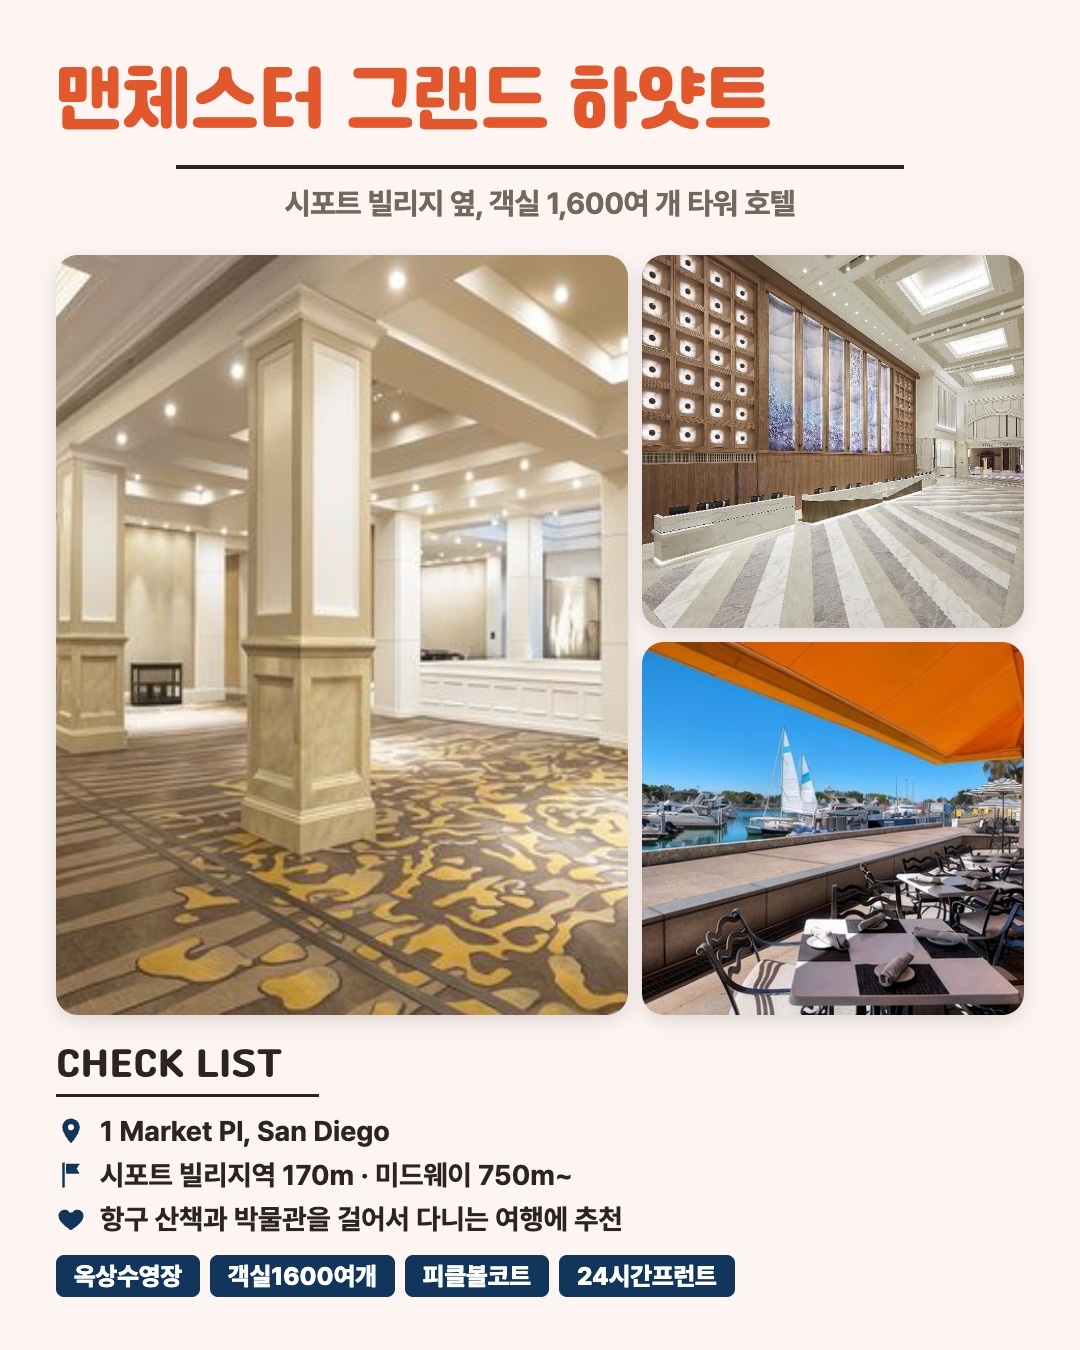 맨체스터 그랜드 하얏트
시포트 빌리지 옆, 객실 1,600여 개 타워 호텔
CHECK LIST
1 Market Pl, San Diego
시포트 빌리지역 170m · 미드웨이 750m~
항구 산책과 박물관을 걸어서 다니는 여행에 추천
옥상수영장 객실1600여개 피클볼코트 24시간프런트